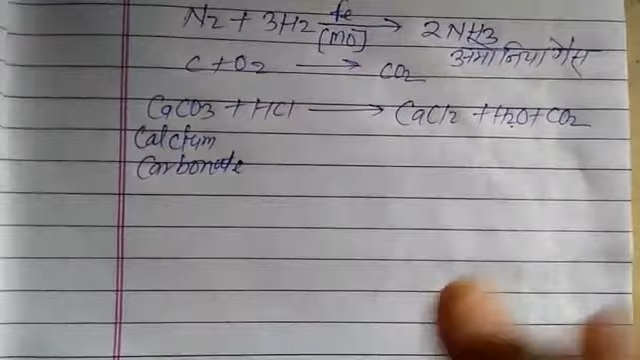 N2 + 3H2 fe [MO] → 2NH3
अमोनिया गैस
C + O2 → CO2
CaCO3 + HCl → CaCl2 + H2O + CO2
Calcium
Carbonate